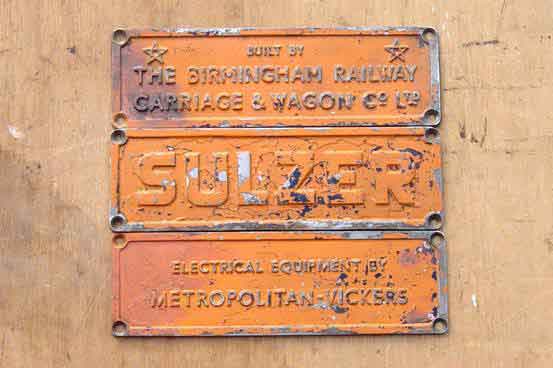 BUILT BY
THE BIRMINGHAM RAILWAY
CARRIAGE & WAGON Cº LTD
SULZER
ELECTRICAL EQUIPMENT BY
METROPOLITAN-VICKERS